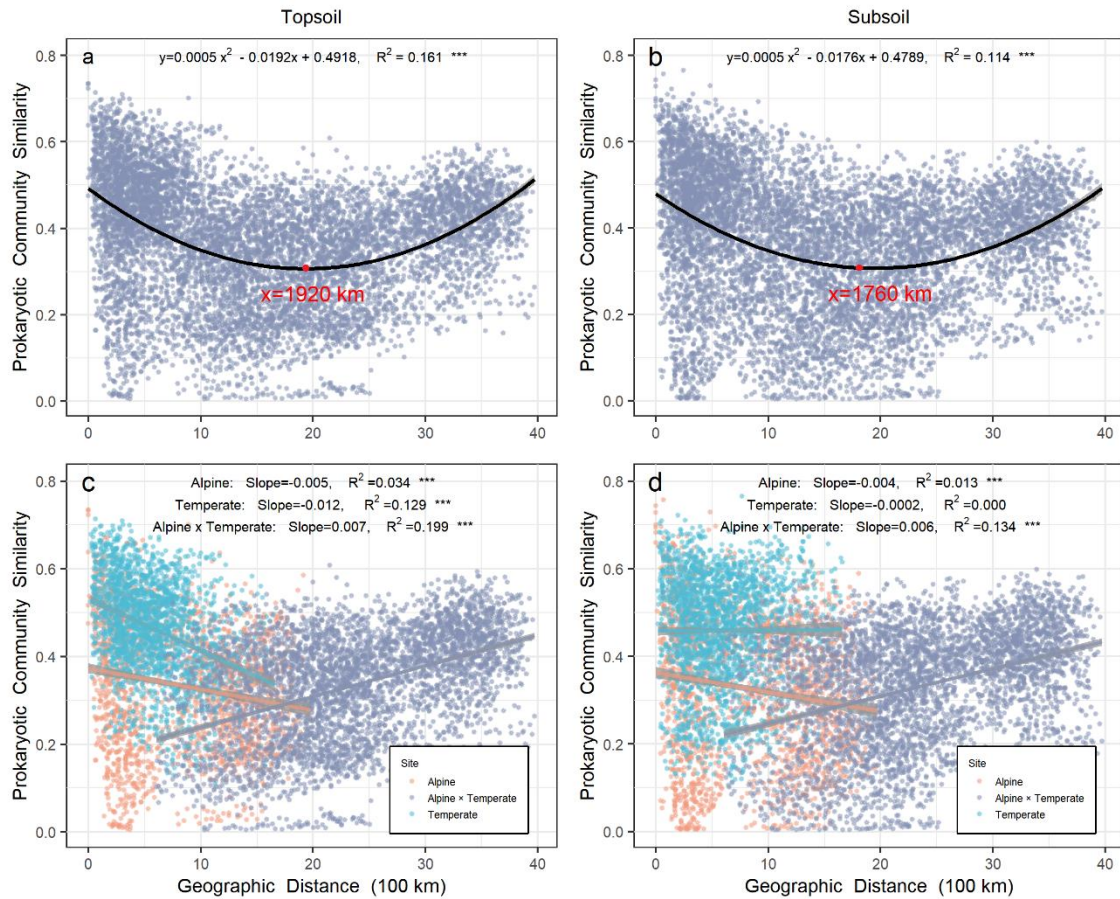 Topsoil
Subsoil
a
y=0.0005 x² - 0.0192x + 0.4918, R² = 0.161 ***
0.8
0.6
0.4
0.2
0.0
Prokaryotic Community Similarity
x=1920 km
0 10 20 30 40
b
y=0.0005 x² - 0.0176x + 0.4789, R² = 0.114 ***
0.8
0.6
0.4
0.2
0.0
Prokaryotic Community Similarity
x=1760 km
0 10 20 30 40
c
Alpine: Slope=-0.005, R² =0.034 ***
Temperate: Slope=-0.012, R² =0.129 ***
Alpine x Temperate: Slope=0.007, R² =0.199 ***
0.8
0.6
0.4
0.2
0.0
Prokaryotic Community Similarity
Site
Alpine
Alpine × Temperate
Temperate
0 10 20 30 40
Geographic Distance (100 km)
d
Alpine: Slope=-0.004, R² =0.013 ***
Temperate: Slope=-0.0002, R² =0.000
Alpine x Temperate: Slope=0.006, R² =0.134 ***
0.8
0.6
0.4
0.2
0.0
Prokaryotic Community Similarity
Site
Alpine
Alpine × Temperate
Temperate
0 10 20 30 40
Geographic Distance (100 km)